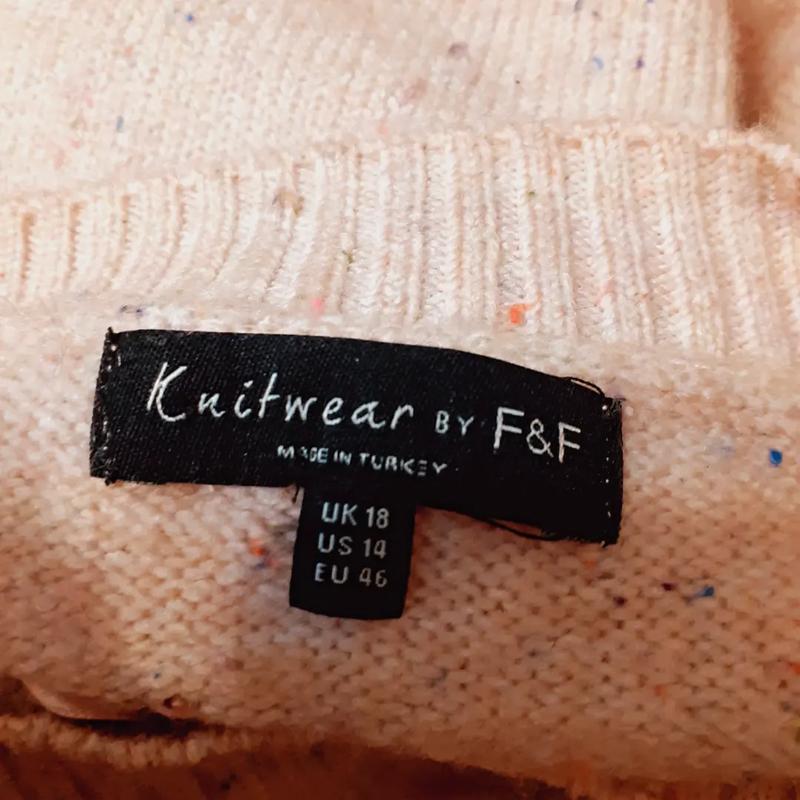 Knitwear BY F&F
MADE IN TURKEY
UK 18
US 14
EU 46